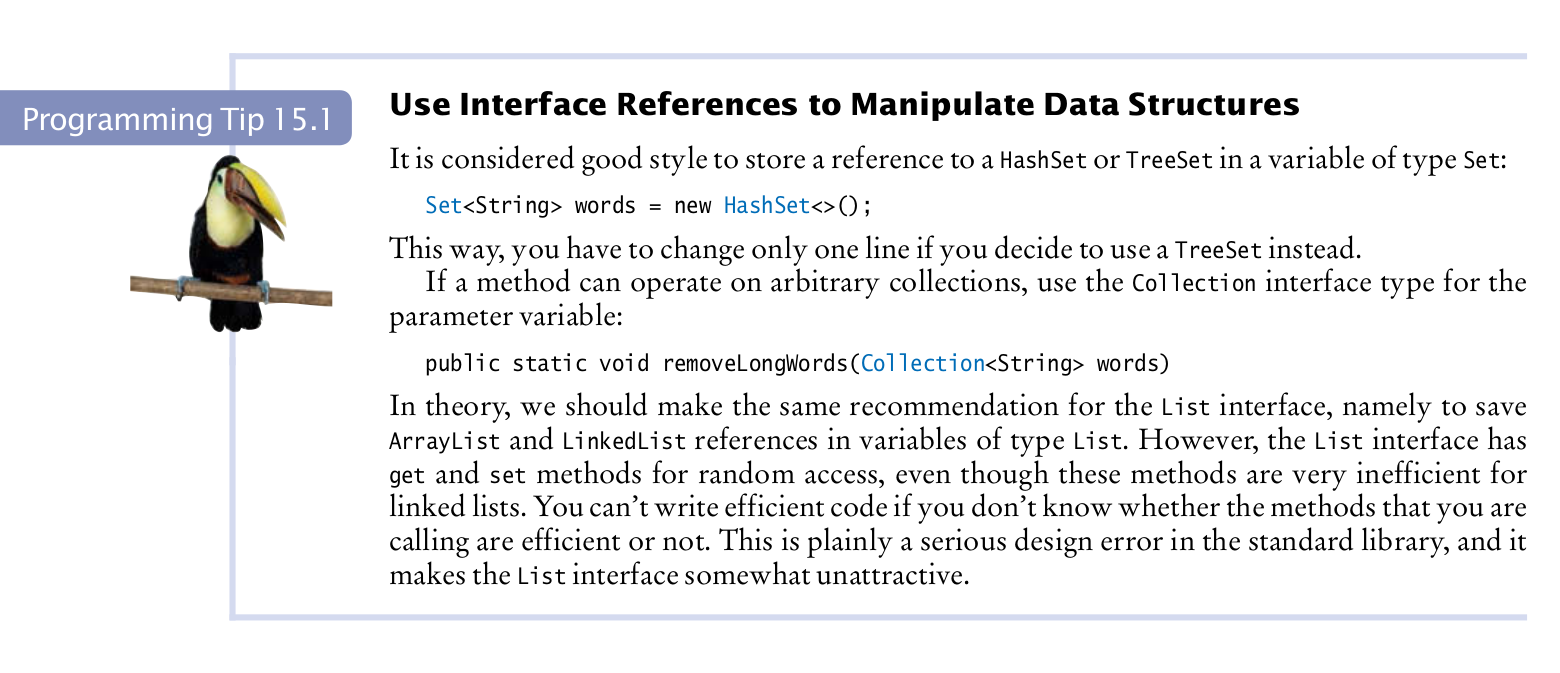 Programming Tip 15.1
Use Interface References to Manipulate Data Structures
It is considered good style to store a reference to a HashSet or TreeSet in a variable of type Set:
Set<String> words = new HashSet<>();
This way, you have to change only one line if you decide to use a TreeSet instead.
If a method can operate on arbitrary collections, use the Collection interface type for the
parameter variable:
public static void removeLongWords(Collection<String> words)
In theory, we should make the same recommendation for the List interface, namely to save
ArrayList and LinkedList references in variables of type List. However, the List interface has
get and set methods for random access, even though these methods are very inefficient for
linked lists. You can’t write efficient code if you don’t know whether the methods that you are
calling are efficient or not. This is plainly a serious design error in the standard library, and it
makes the List interface somewhat unattractive.